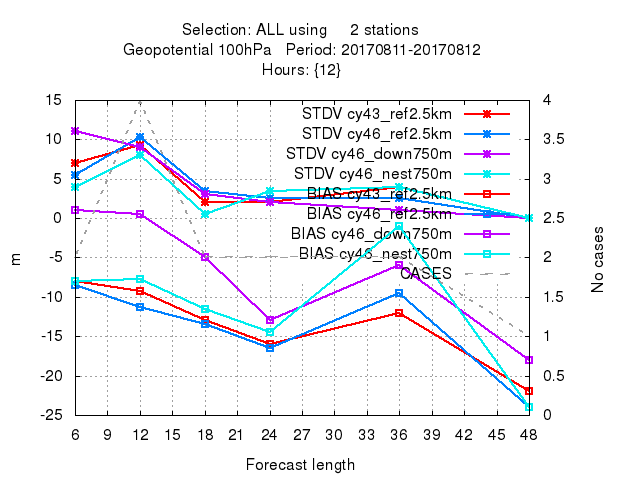 Selection: ALL using 2 stations
Geopotential 100hPa Period: 20170811-20170812
Hours: {12}
15 4
STDV cy43_ref2.5km
STDV cy46_ref2.5km
10 3.5
STDV cy46_down750m
STDV cy46_nest750m
5 3
BIAS cy43_ref2.5km
BIAS cy46_ref2.5km
0 2.5
BIAS cy46_down750m
BIAS cy46_nest750m
-5 2
CASES
m
No cases
-10 1.5
-15 1
-20 0.5
-25 0
6 9 12 15 18 21 24 27 30 33 36 39 42 45 48
Forecast length